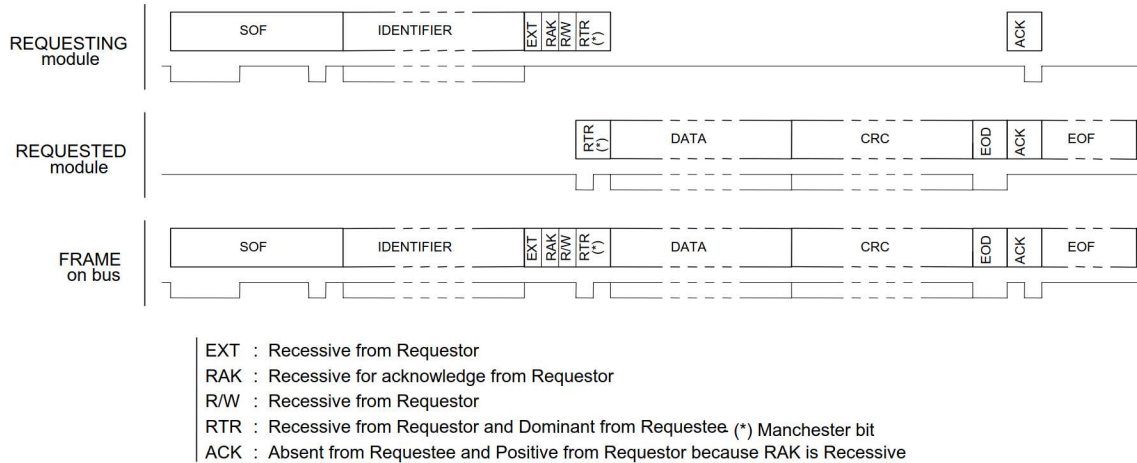 REQUESTING
module
SOF
IDENTIFIER
EXT
RAK
R/W
RTR
(*)
ACK
REQUESTED
module
RTR
(*)
DATA
CRC
EOD
ACK
EOF
FRAME
on bus
SOF
IDENTIFIER
EXT
RAK
R/W
RTR
(*)
DATA
CRC
EOD
ACK
EOF
EXT : Recessive from Requestor
RAK : Recessive for acknowledge from Requestor
R/W : Recessive from Requestor
RTR : Recessive from Requestor and Dominant from Requestee (*) Manchester bit
ACK : Absent from Requestee and Positive from Requestor because RAK is Recessive